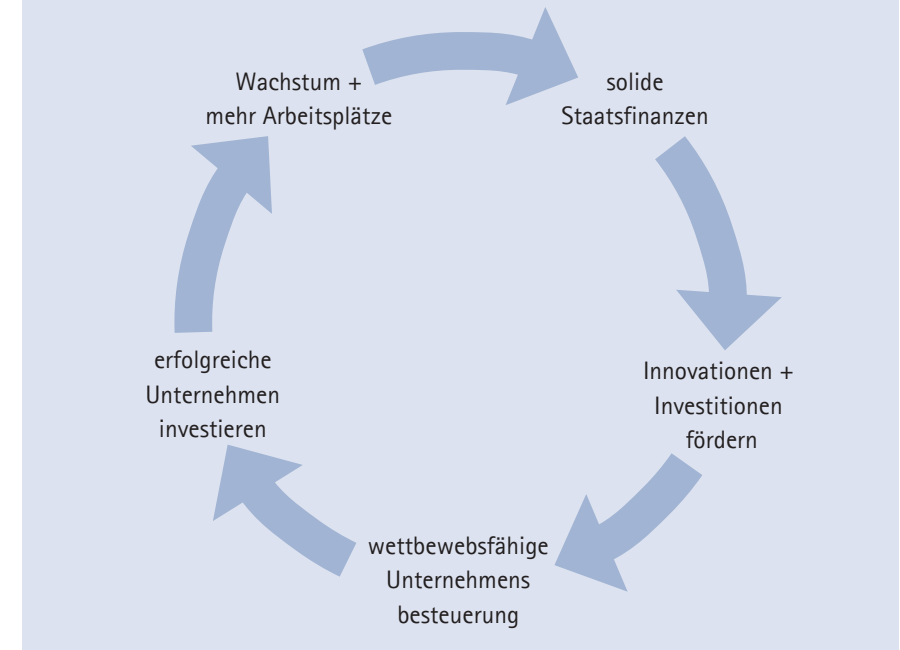 Wachstum +
mehr Arbeitsplätze
solide
Staatsfinanzen
Innovationen +
Investitionen
fördern
wettbewebsfähige
Unternehmens
besteuerung
erfolgreiche
Unternehmen
investieren